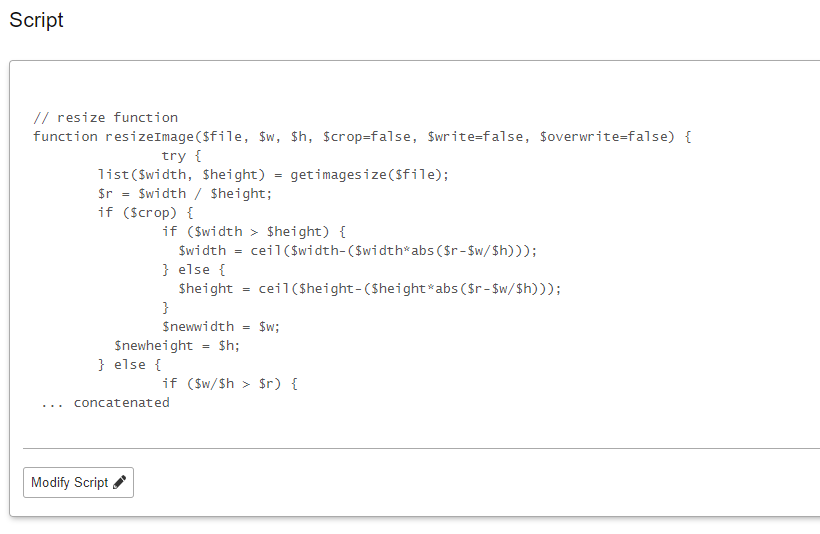 Script
// resize function
function resizeImage($file, $w, $h, $crop=false, $write=false, $overwrite=false) {
try {
list($width, $height) = getimagesize($file);
$r = $width / $height;
if ($crop) {
if ($width > $height) {
$width = ceil($width-($width*abs($r-$w/$h)));
} else {
$height = ceil($height-($height*abs($r-$w/$h)));
}
$newwidth = $w;
$newheight = $h;
} else {
if ($w/$h > $r) {
... concatenated
Modify Script